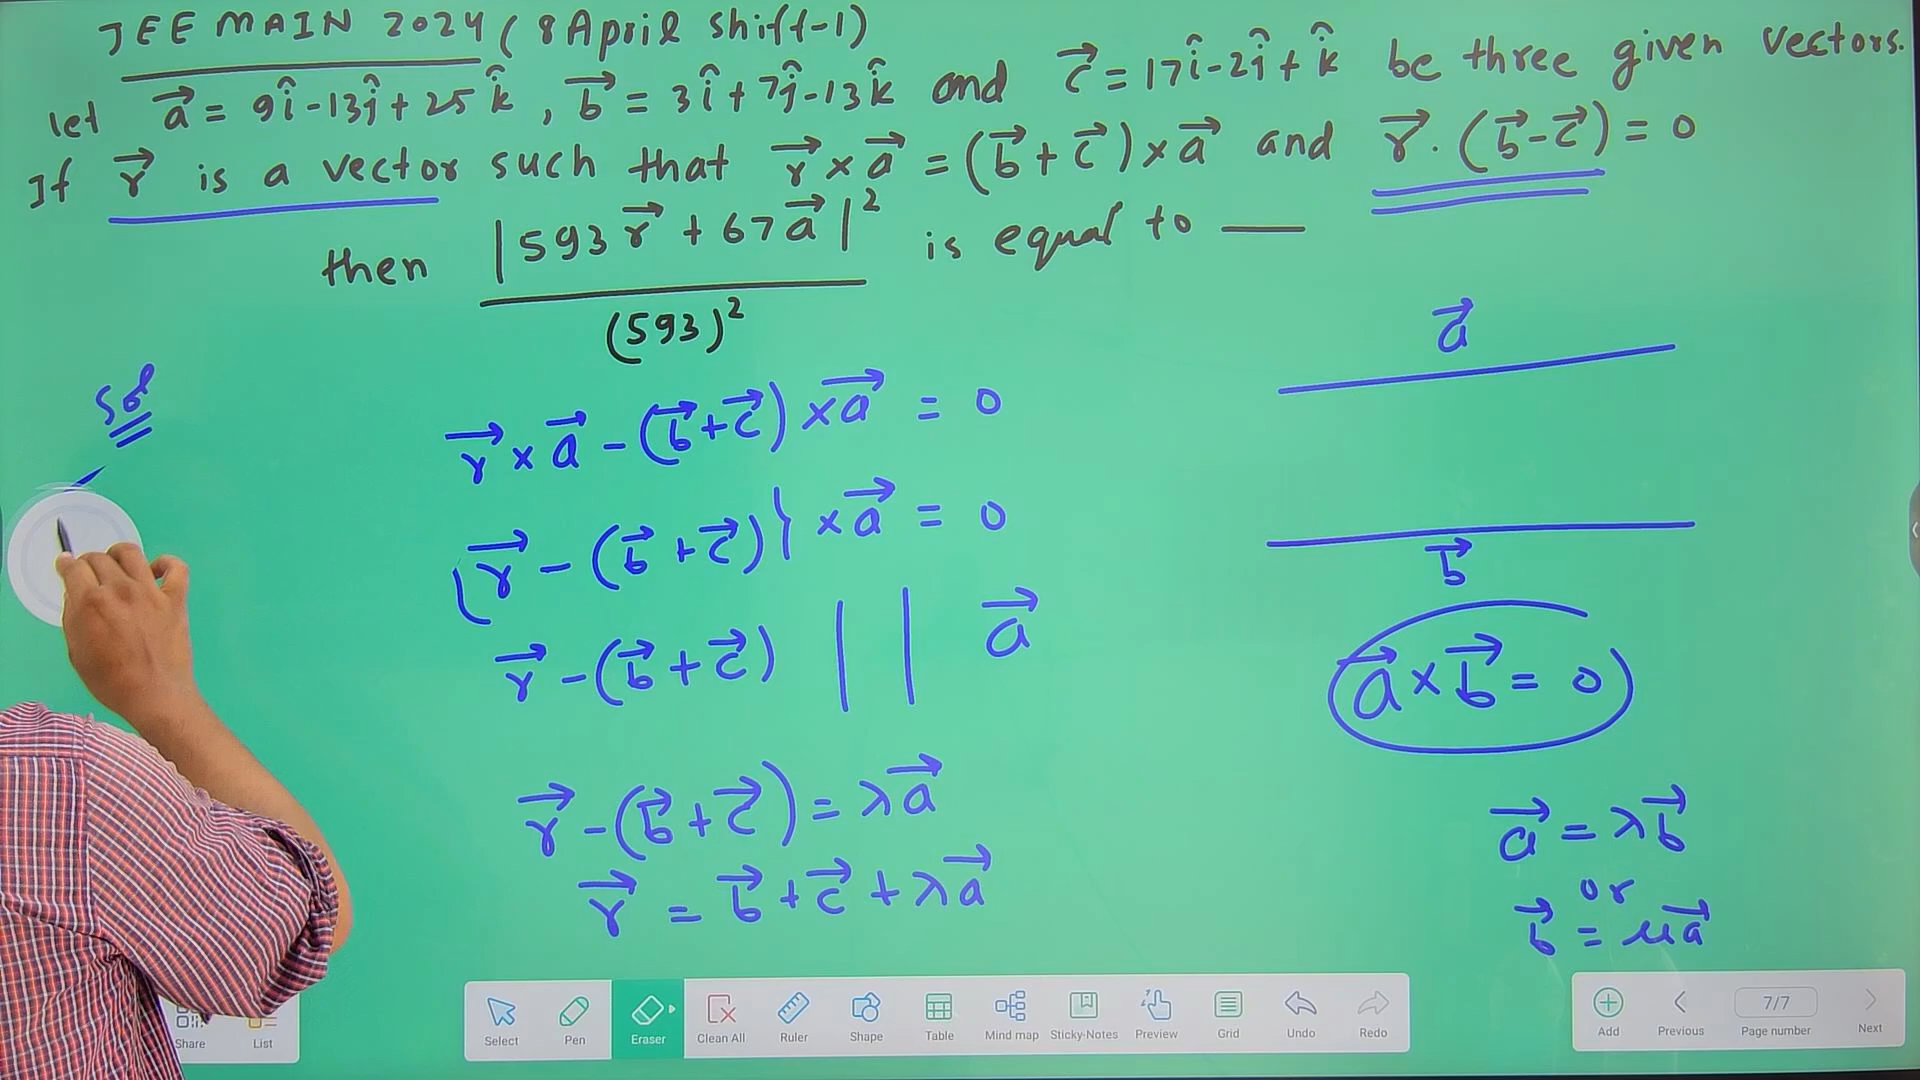 JEE MAIN 2024 (8 April shift-1)
let a⃗ = 9î-13ĵ+25k̂, b⃗ = 3î+7ĵ-13k̂ and c⃗ = 17î-2ĵ+k̂ be three given vectors.
If r⃗ is a vector such that r⃗×a⃗ = (b⃗+c⃗)×a⃗ and r⃗.(b⃗-c⃗)=0
then |593r⃗+67a⃗|² is equal to __
(593)²
Sol
r⃗×a⃗-(b⃗+c⃗)×a⃗ = 0
{r⃗-(b⃗+c⃗)}×a⃗ = 0
r⃗-(b⃗+c⃗) || a⃗
r⃗-(b⃗+c⃗)=λa⃗
r⃗ = b⃗+c⃗+λa⃗
a⃗
b⃗
a⃗×b⃗=0
a⃗=λb⃗
or
b⃗=μa⃗
Share
List
Select
Pen
Eraser
Clean All
Ruler
Shape
Table
Mind map
Sticky-Notes
Preview
Grid
Undo
Redo
Add
Previous
7/7
Page number
Next